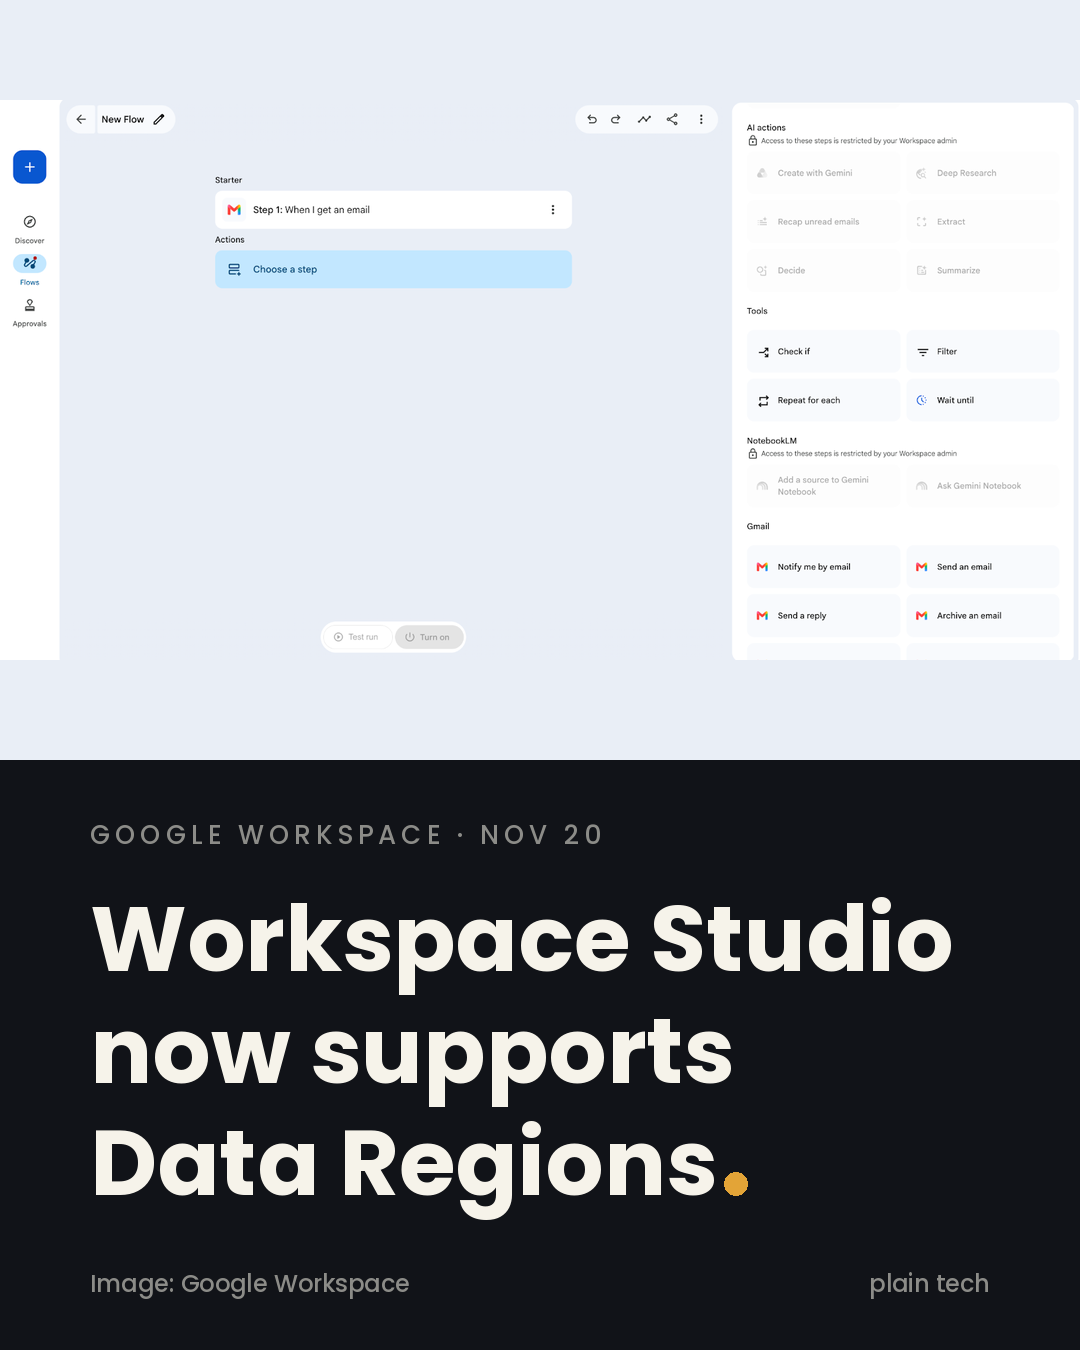 New Flow
Discover
Flows
Approvals
Starter
Step 1: When I get an email
Actions
Choose a step
Test run
Turn on
AI actions
Access to these steps is restricted by your Workspace admin
Create with Gemini
Deep Research
Recap unread emails
Extract
Decide
Summarize
Tools
Check if
Filter
Repeat for each
Wait until
NotebookLM
Access to these steps is restricted by your Workspace admin
Add a source to Gemini
Notebook
Ask Gemini Notebook
Gmail
Notify me by email
Send an email
Send a reply
Archive an email
GOOGLE WORKSPACE · NOV 20
Workspace Studio
now supports
Data Regions.
Image: Google Workspace
plain tech